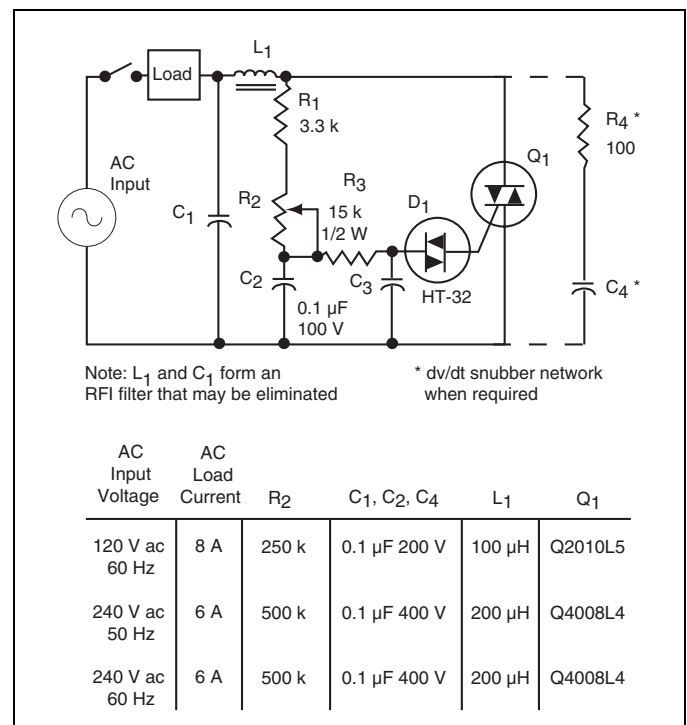 L1
Load
R1
3.3 k
R4 *
100
AC
Input
Q1
R3
R2
15 k
1/2 W
D1
C1
C2
C3
HT-32
C4 *
0.1 µF
100 V
Note: L1 and C1 form an
RFI filter that may be eliminated
* dv/dt snubber network
when required
AC Input Voltage AC Load Current R2 C1, C2, C4 L1 Q1
120 V ac 60 Hz 8 A 250 k 0.1 µF 200 V 100 µH Q2010L5
240 V ac 50 Hz 6 A 500 k 0.1 µF 400 V 200 µH Q4008L4
240 V ac 60 Hz 6 A 500 k 0.1 µF 400 V 200 µH Q4008L4